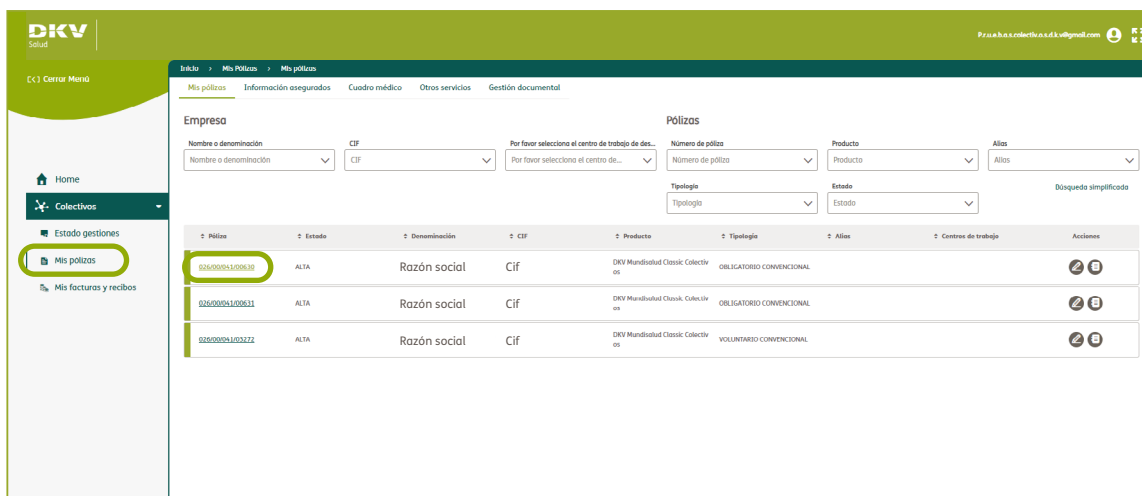 DKV
Salud
P.r.u.e.b.a.s.colectiv.o.s.d.k.v@gmail.com
[<] Cerrar Menú
Inicio > Mis Pólizas > Mis pólizas
Mis pólizas Información asegurados Cuadro médico Otros servicios Gestión documental
Empresa Pólizas
Nombre o denominación CIF Por favor selecciona el centro de trabajo de des... Número de póliza Producto Alias
Nombre o denominación CIF Por favor selecciona el centro de... Número de póliza Producto Alias
Tipología Estado Búsqueda simplificada
Tipología Estado
Home
Colectivos
Estado gestiones
Mis pólizas
Mis facturas y recibos
Póliza Estado Denominación CIF Producto Tipología Alias Centros de trabajo Acciones
026/00/041/00630 ALTA Razón social Cif DKV Mundisalud Classic Colectiv OBLIGATORIO CONVENCIONAL
os
026/00/041/00631 ALTA Razón social Cif DKV Mundisalud Classic Colectiv OBLIGATORIO CONVENCIONAL
os
026/00/041/03272 ALTA Razón social Cif DKV Mundisalud Classic Colectiv VOLUNTARIO CONVENCIONAL
os